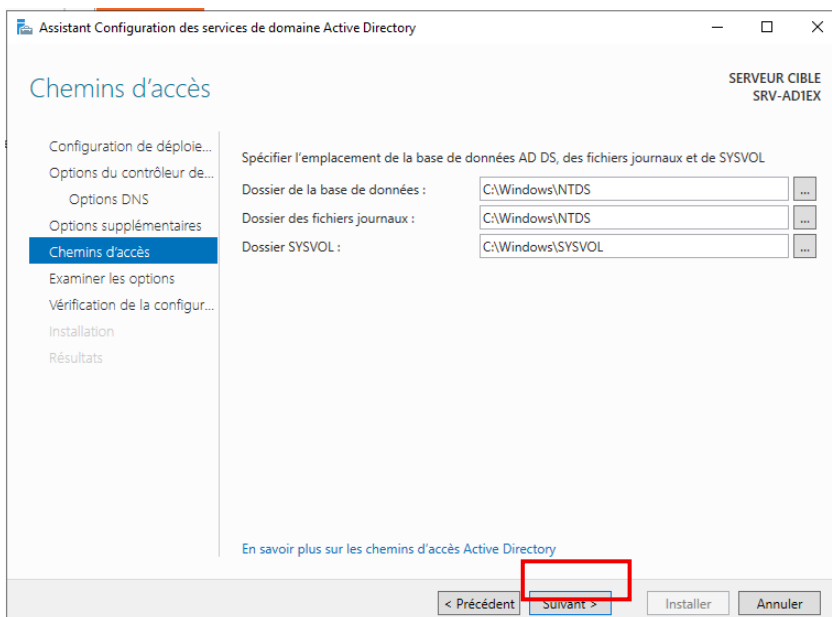 Assistant Configuration des services de domaine Active Directory
Chemins d'accès
SERVEUR CIBLE
SRV-AD1EX
Configuration de déploie...
Options du contrôleur de...
Options DNS
Options supplémentaires
Chemins d'accès
Examiner les options
Vérification de la configur...
Installation
Résultats
Spécifier l'emplacement de la base de données AD DS, des fichiers journaux et de SYSVOL
Dossier de la base de données : C:\Windows\NTDS ...
Dossier des fichiers journaux : C:\Windows\NTDS ...
Dossier SYSVOL : C:\Windows\SYSVOL ...
En savoir plus sur les chemins d'accès Active Directory
< Précédent Suivant > Installer Annuler